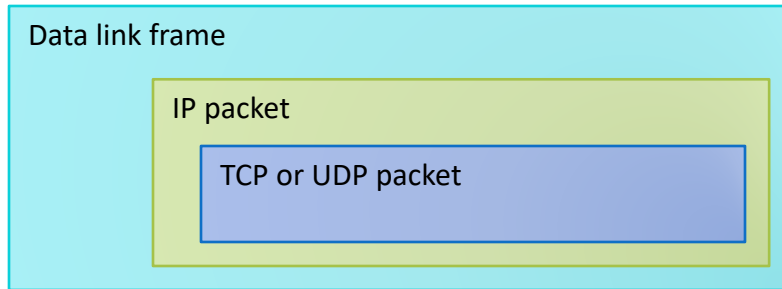 Data link frame
IP packet
TCP or UDP packet